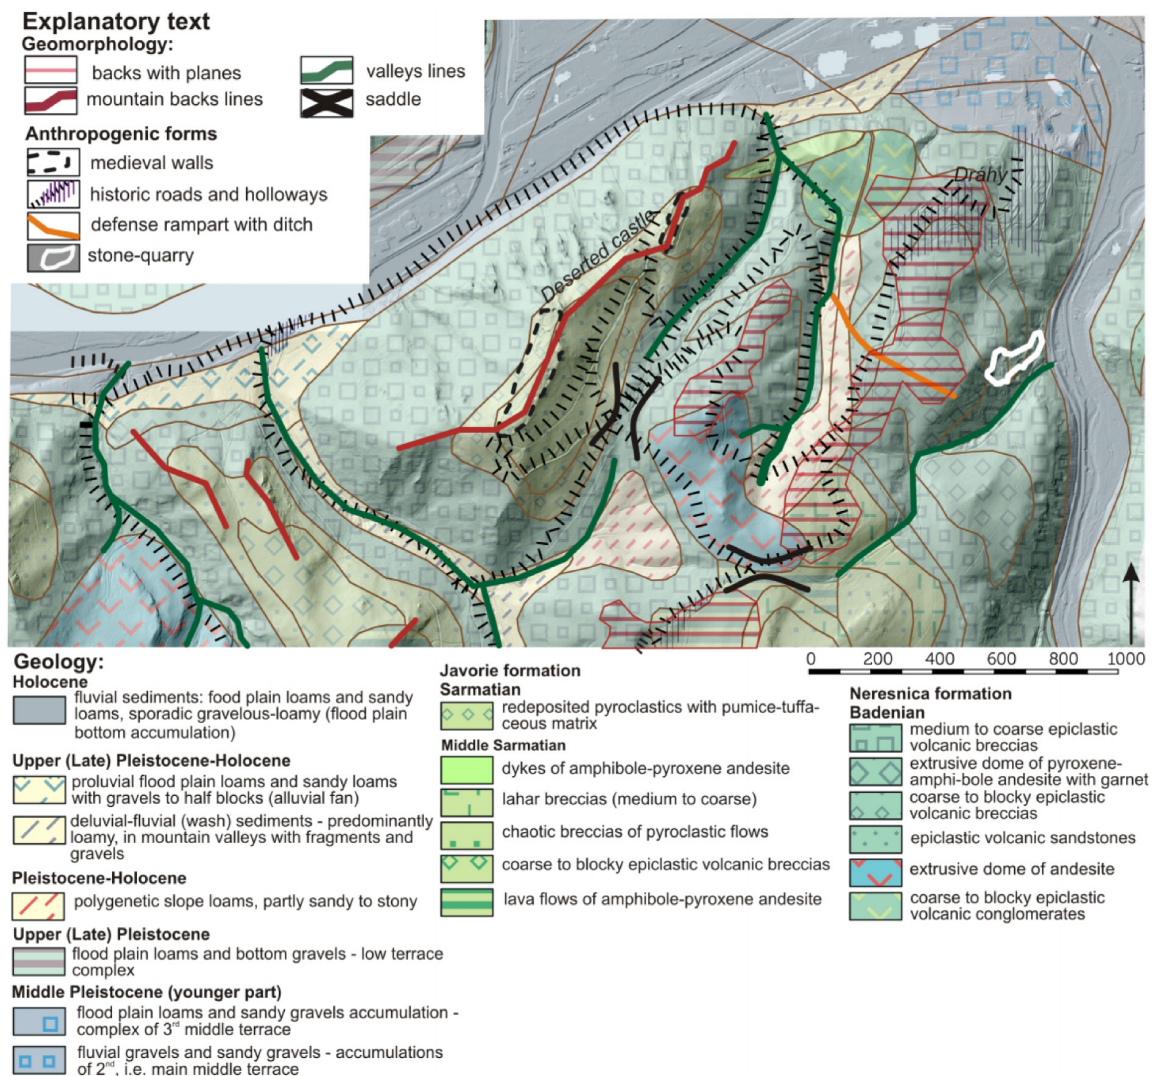 Explanatory text
Geomorphology:
backs with planes
mountain backs lines
valleys lines
saddle
Anthropogenic forms
medieval walls
historic roads and holloways
defense rampart with ditch
stone-quarry
Deserted castle
Dráhy
0 200 400 600 800 1000
Geology:
Holocene
fluvial sediments: food plain loams and sandy
loams, sporadic gravelous-loamy (flood plain
bottom accumulation)
Upper (Late) Pleistocene-Holocene
proluvial flood plain loams and sandy loams
with gravels to half blocks (alluvial fan)
deluvial-fluvial (wash) sediments - predominantly
loamy, in mountain valleys with fragments and
gravels
Pleistocene-Holocene
polygenetic slope loams, partly sandy to stony
Upper (Late) Pleistocene
flood plain loams and bottom gravels - low terrace
complex
Middle Pleistocene (younger part)
flood plain loams and sandy gravels accumulation -
complex of 3rd middle terrace
fluvial gravels and sandy gravels - accumulations
of 2nd, i.e. main middle terrace
Javorie formation
Sarmatian
redeposited pyroclastics with pumice-tuffa-
ceous matrix
Middle Sarmatian
dykes of amphibole-pyroxene andesite
lahar breccias (medium to coarse)
chaotic breccias of pyroclastic flows
coarse to blocky epiclastic volcanic breccias
lava flows of amphibole-pyroxene andesite
Neresnica formation
Badenian
medium to coarse epiclastic
volcanic breccias
extrusive dome of pyroxene-
amphi-bole andesite with garnet
coarse to blocky epiclastic
volcanic breccias
epiclastic volcanic sandstones
extrusive dome of andesite
coarse to blocky epiclastic
volcanic conglomerates